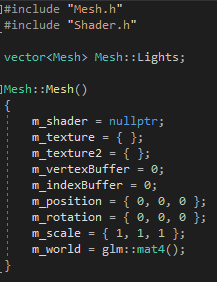 #include "Mesh.h"
#include "Shader.h"
vector<Mesh> Mesh::Lights;
Mesh::Mesh()
{
m_shader = nullptr;
m_texture = { };
m_texture2 = { };
m_vertexBuffer = 0;
m_indexBuffer = 0;
m_position = { 0, 0, 0 };
m_rotation = { 0, 0, 0 };
m_scale = { 1, 1, 1 };
m_world = glm::mat4();
}